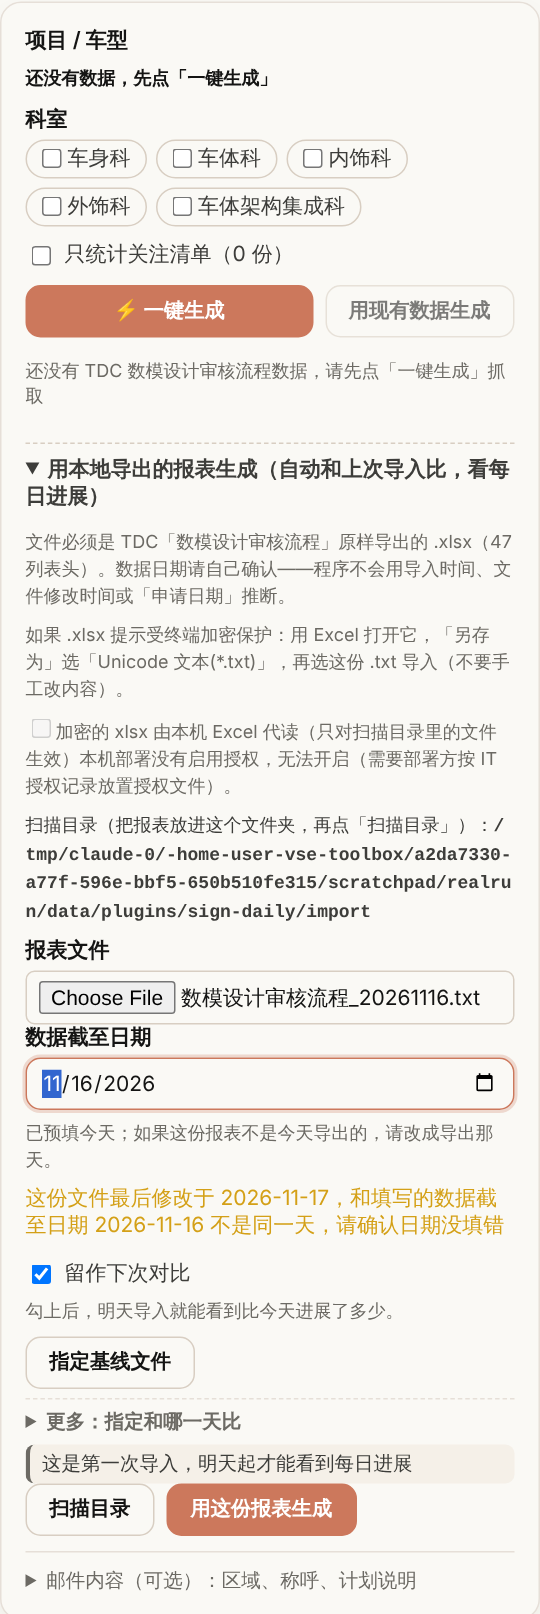 项目 / 车型
还没有数据，先点「一键生成」
科室
车身科 车体科 内饰科
外饰科 车体架构集成科
只统计关注清单（0 份）
⚡ 一键生成 用现有数据生成
还没有 TDC 数模设计审核流程数据，请先点「一键生成」抓
取
▼ 用本地导出的报表生成（自动和上次导入比，看每
日进展）
文件必须是 TDC「数模设计审核流程」原样导出的 .xlsx（47
列表头）。数据日期请自己确认——程序不会用导入时间、文
件修改时间或「申请日期」推断。
如果 .xlsx 提示受终端加密保护：用 Excel 打开它，「另存
为」选「Unicode 文本(*.txt)」，再选这份 .txt 导入（不要手
工改内容）。
加密的 xlsx 由本机 Excel 代读（只对扫描目录里的文件
生效）本机部署没有启用授权，无法开启（需要部署方按 IT
授权记录放置授权文件）。
扫描目录（把报表放进这个文件夹，再点「扫描目录」）：/
tmp/claude-0/-home-user-vse-toolbox/a2da7330-
a77f-596e-bbf5-650b510fe315/scratchpad/realru
n/data/plugins/sign-daily/import
报表文件
Choose File 数模设计审核流程_20261116.txt
数据截至日期
11/16/2026
已预填今天；如果这份报表不是今天导出的，请改成导出那
天。
这份文件最后修改于 2026-11-17，和填写的数据截
至日期 2026-11-16 不是同一天，请确认日期没填错
留作下次对比
勾上后，明天导入就能看到比今天进展了多少。
指定基线文件
▶ 更多：指定和哪一天比
这是第一次导入，明天起才能看到每日进展
扫描目录 用这份报表生成
▶ 邮件内容（可选）：区域、称呼、计划说明